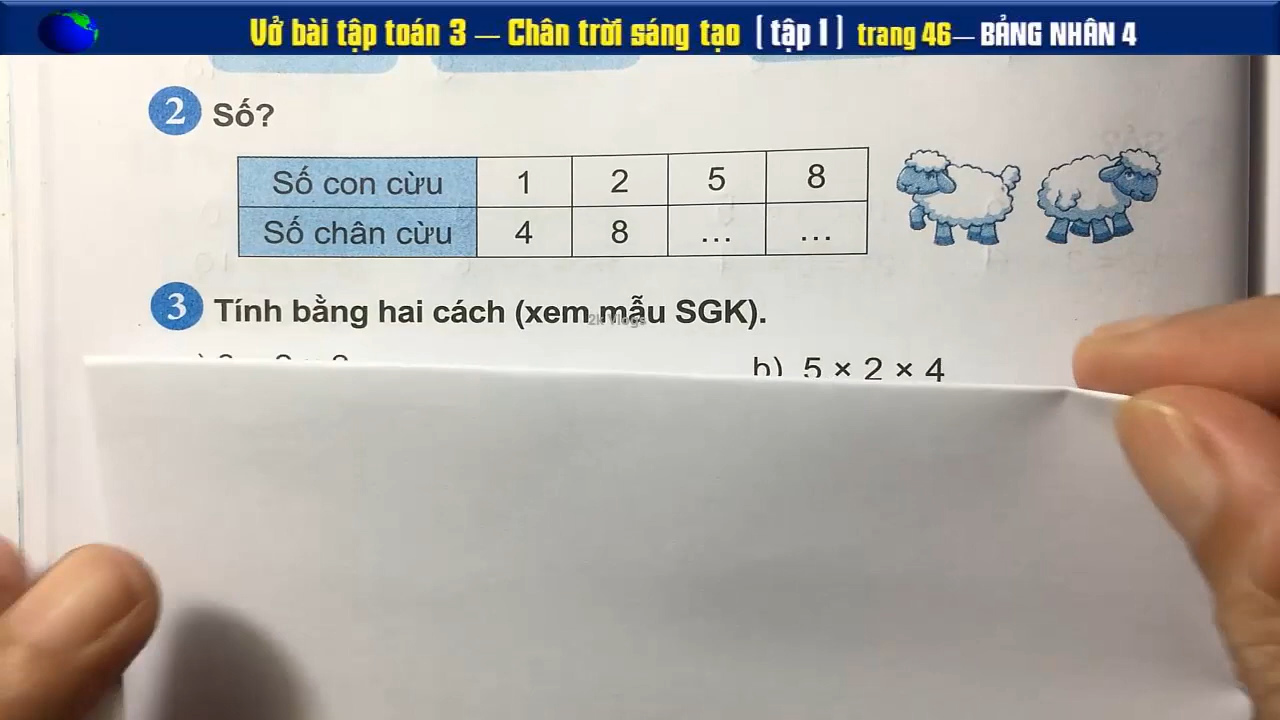 Vở bài tập toán 3 – Chân trời sáng tạo (tập 1) trang 46– BẢNG NHÂN 4
2 Số?
Số con cừu 1 2 5 8
Số chân cừu 4 8 ... ...
3 Tính bằng hai cách (xem mẫu SGK).
2k Vlogs
b) 5 × 2 × 4